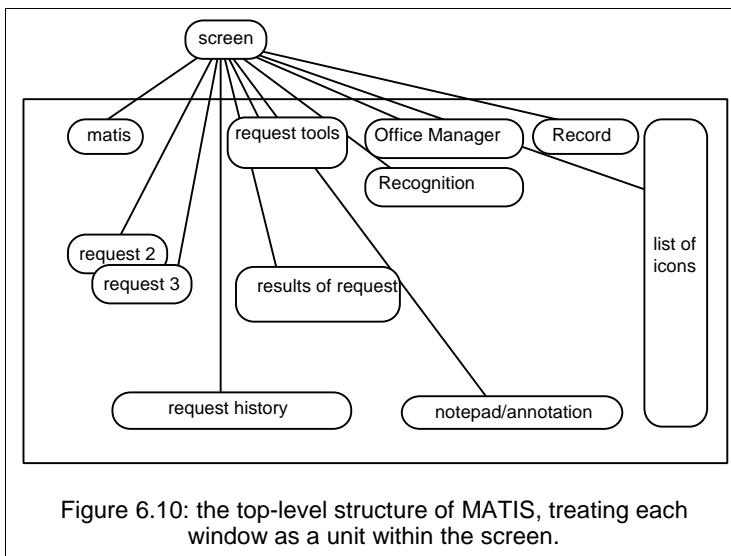 screen
matis
request tools
Office Manager
Record
Recognition
list of
icons
request 2
request 3
results of request
request history
notepad/annotation
Figure 6.10: the top-level structure of MATIS, treating each
window as a unit within the screen.